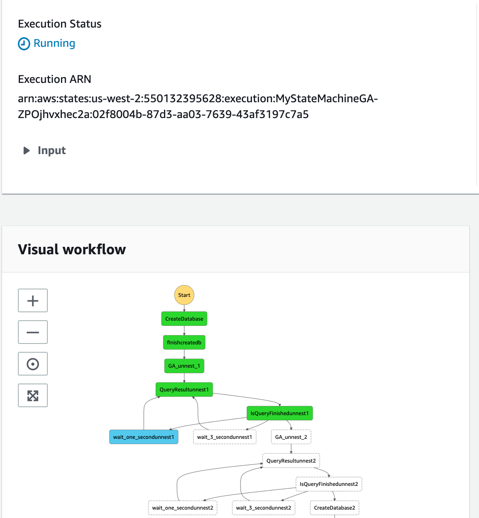 Execution Status
Running
Execution ARN
arn:aws:states:us-west-2:550132395628:execution:MyStateMachineGA-
ZPOjhvxhec2a:02f8004b-87d3-aa03-7639-43af3197c7a5
Input
Visual workflow
Start
CreateDatabase
finishcreatedb
GA_unnest_1
QueryResultunnest1
IsQueryFinishedunnest1
wait_one_secondunnest1
wait_3_secondunnest1
GA_unnest_2
QueryResultunnest2
IsQueryFinishedunnest2
wait_one_secondunnest2
wait_3_secondunnest2
CreateDatabase2